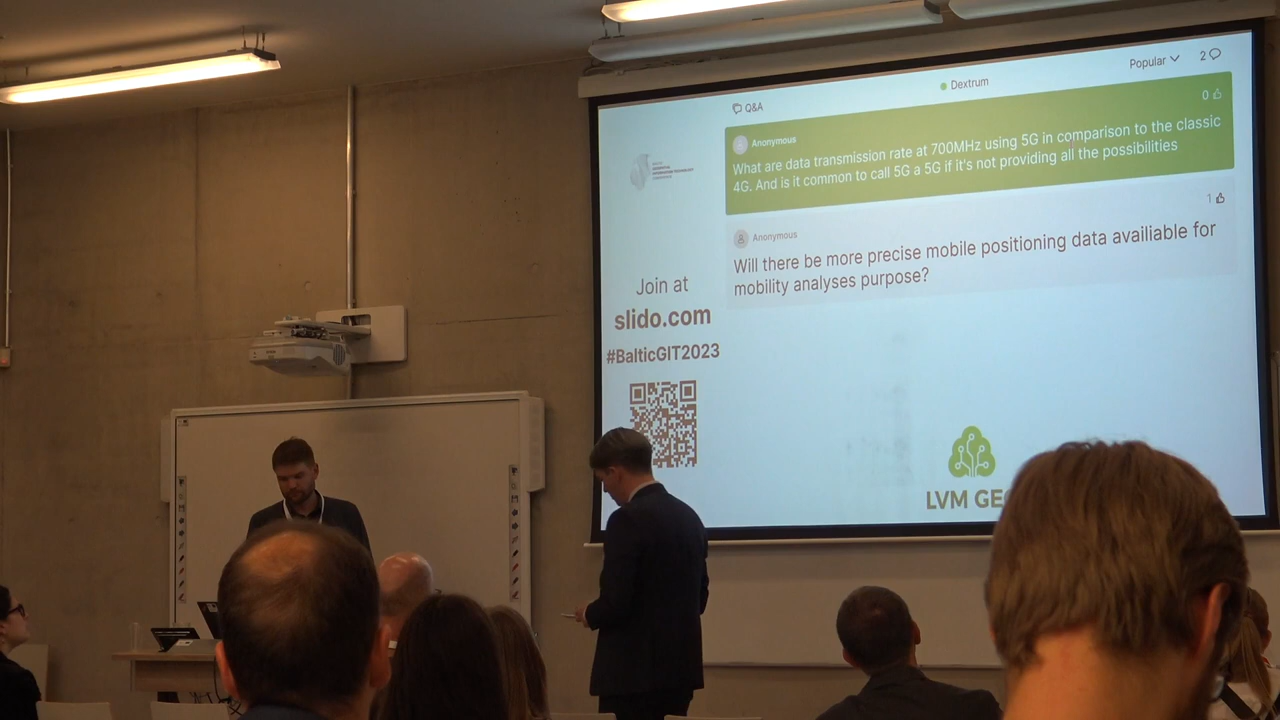 Q&A
Dextrum
Popular
2
Anonymous
0
What are data transmission rate at 700MHz using 5G in comparison to the classic
4G. And is it common to call 5G a 5G if it's not providing all the possibilities
Anonymous
1
Will there be more precise mobile positioning data availiable for
mobility analyses purpose?
Join at
slido.com
#BalticGIT2023
LVM GE